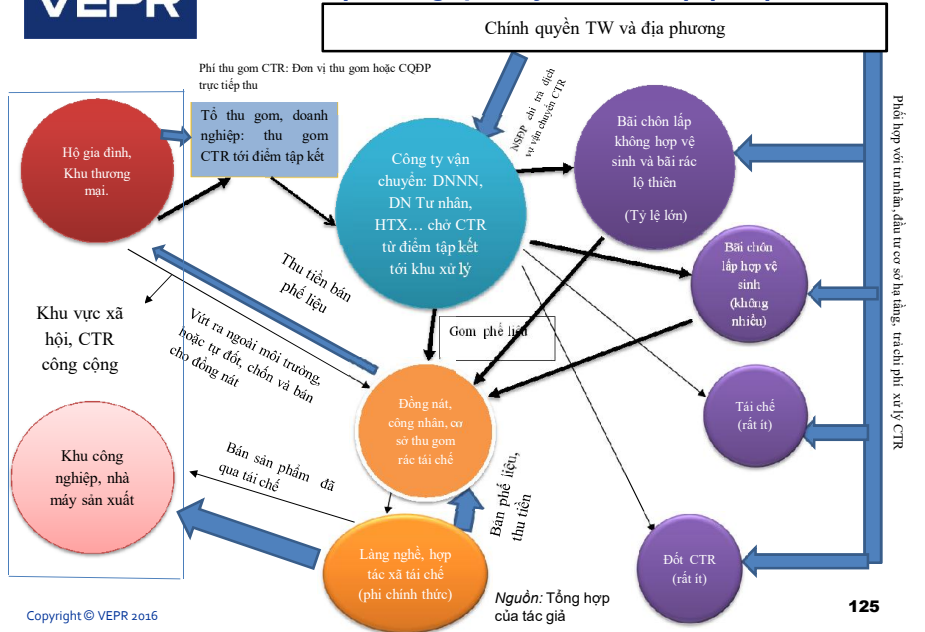 VEPR
Chính quyền TW và địa phương
Phí thu gom CTR: Đơn vị thu gom hoặc CQĐP
trực tiếp thu
Tổ thu gom, doanh
nghiệp: thu gom
CTR tới điểm tập kết
NSĐP chi trả dịch
vụ vận chuyển CTR
Hộ gia đình,
Khu thương
mại.
Công ty vận
chuyển: DNNN,
DN Tư nhân,
HTX… chở CTR
từ điểm tập kết
tới khu xử lý
Bãi chôn lấp
không hợp vệ
sinh và bãi rác
lộ thiên
(Tỷ lệ lớn)
Phối hợp với tư nhân, đầu tư cơ sở hạ tầng, trả chi phí xử lý CTR
Bãi chôn
lấp hợp vệ
sinh
(không
nhiều)
Thu tiền bán
phế liệu
Khu vực xã
hội, CTR
công cộng
Vứt ra ngoài môi trường,
hoặc tự đốt, chốn và bán
cho đồng nát
Gom phế liệu
Đồng nát,
công nhân, cơ
sở thu gom
rác tái chế
Tái chế
(rất ít)
Khu công
nghiệp, nhà
máy sản xuất
Bán sản phẩm đã
qua tái chế
Bán phế liệu,
thu tiền
Làng nghề, hợp
tác xã tái chế
(phi chính thức)
Đốt CTR
(rất ít)
Nguồn: Tổng hợp
của tác giả
Copyright © VEPR 2016
125